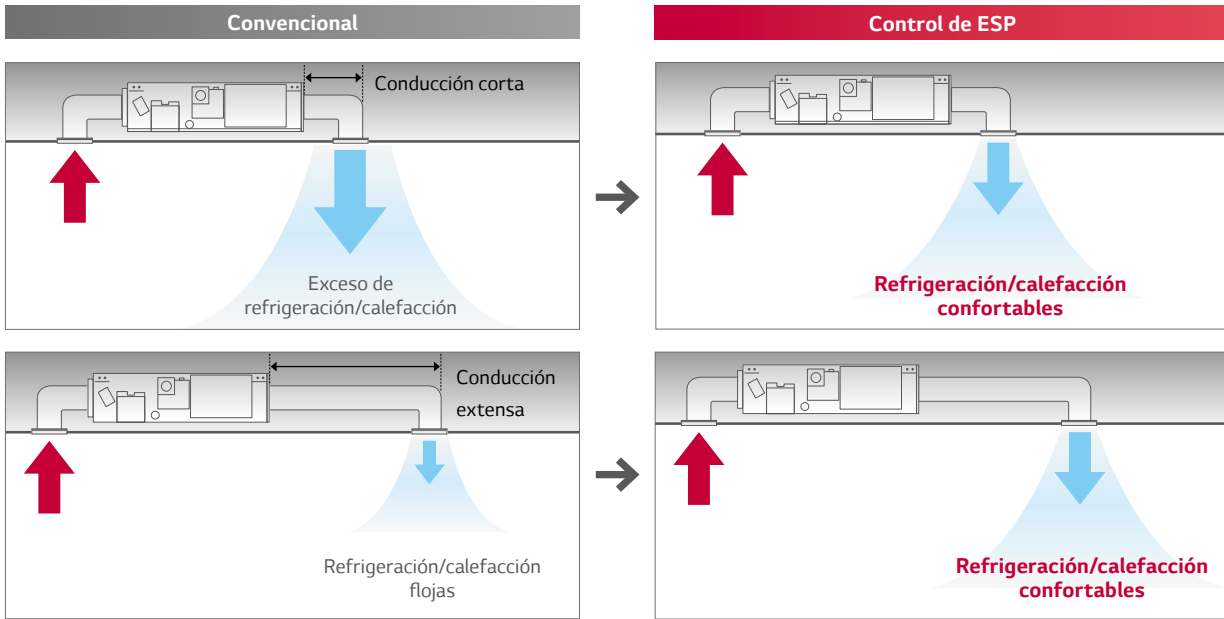 Convencional
Control de ESP
Conducción corta
Exceso de
refrigeración/calefacción
Refrigeración/calefacción
confortables
Conducción
extensa
Refrigeración/calefacción
flojas
Refrigeración/calefacción
confortables